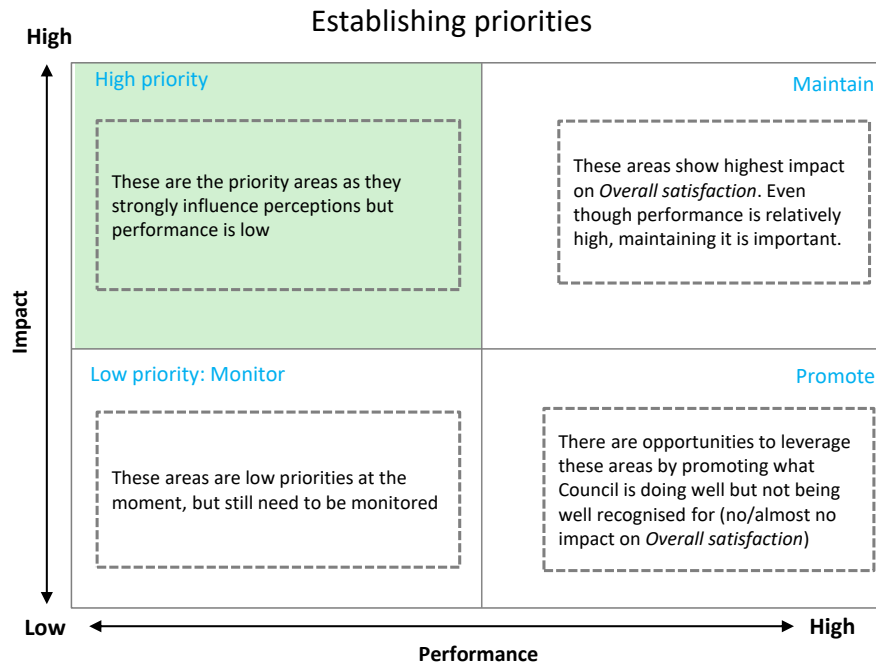 Establishing priorities
High
High priority
Maintain
These are the priority areas as they
strongly influence perceptions but
performance is low
These areas show highest impact
on Overall satisfaction. Even
though performance is relatively
high, maintaining it is important.
Impact
Low priority: Monitor
Promote
These areas are low priorities at the
moment, but still need to be monitored
There are opportunities to leverage
these areas by promoting what
Council is doing well but not being
well recognised for (no/almost no
impact on Overall satisfaction)
Low
High
Performance